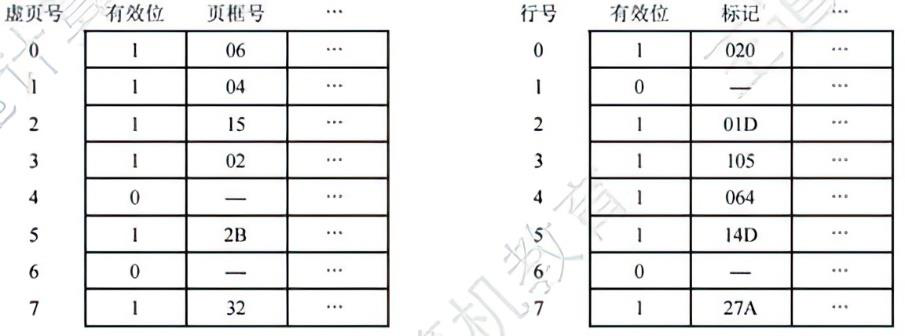 虚页号 有效位 页框号 … 行号 有效位 标记 …
0 1 06 … 0 1 020 …
1 1 04 … 1 0 — …
2 1 15 … 2 1 01D …
3 1 02 … 3 1 105 …
4 0 — … 4 1 064 …
5 1 2B … 5 1 14D …
6 0 — … 6 0 — …
7 1 32 … 7 1 27A …